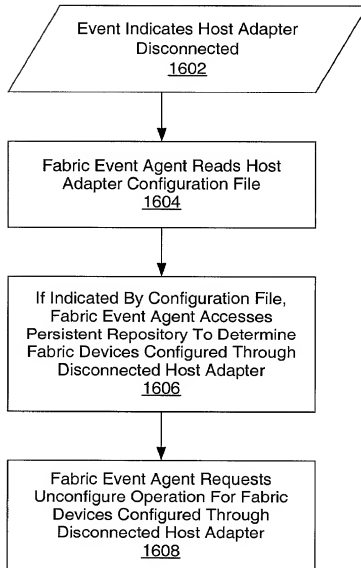 Event Indicates Host Adapter
Disconnected
1602
Fabric Event Agent Reads Host
Adapter Configuration File
1604
If Indicated By Configuration File,
Fabric Event Agent Accesses
Persistent Repository To Determine
Fabric Devices Configured Through
Disconnected Host Adapter
1606
Fabric Event Agent Requests
Unconfigure Operation For Fabric
Devices Configured Through
Disconnected Host Adapter
1608